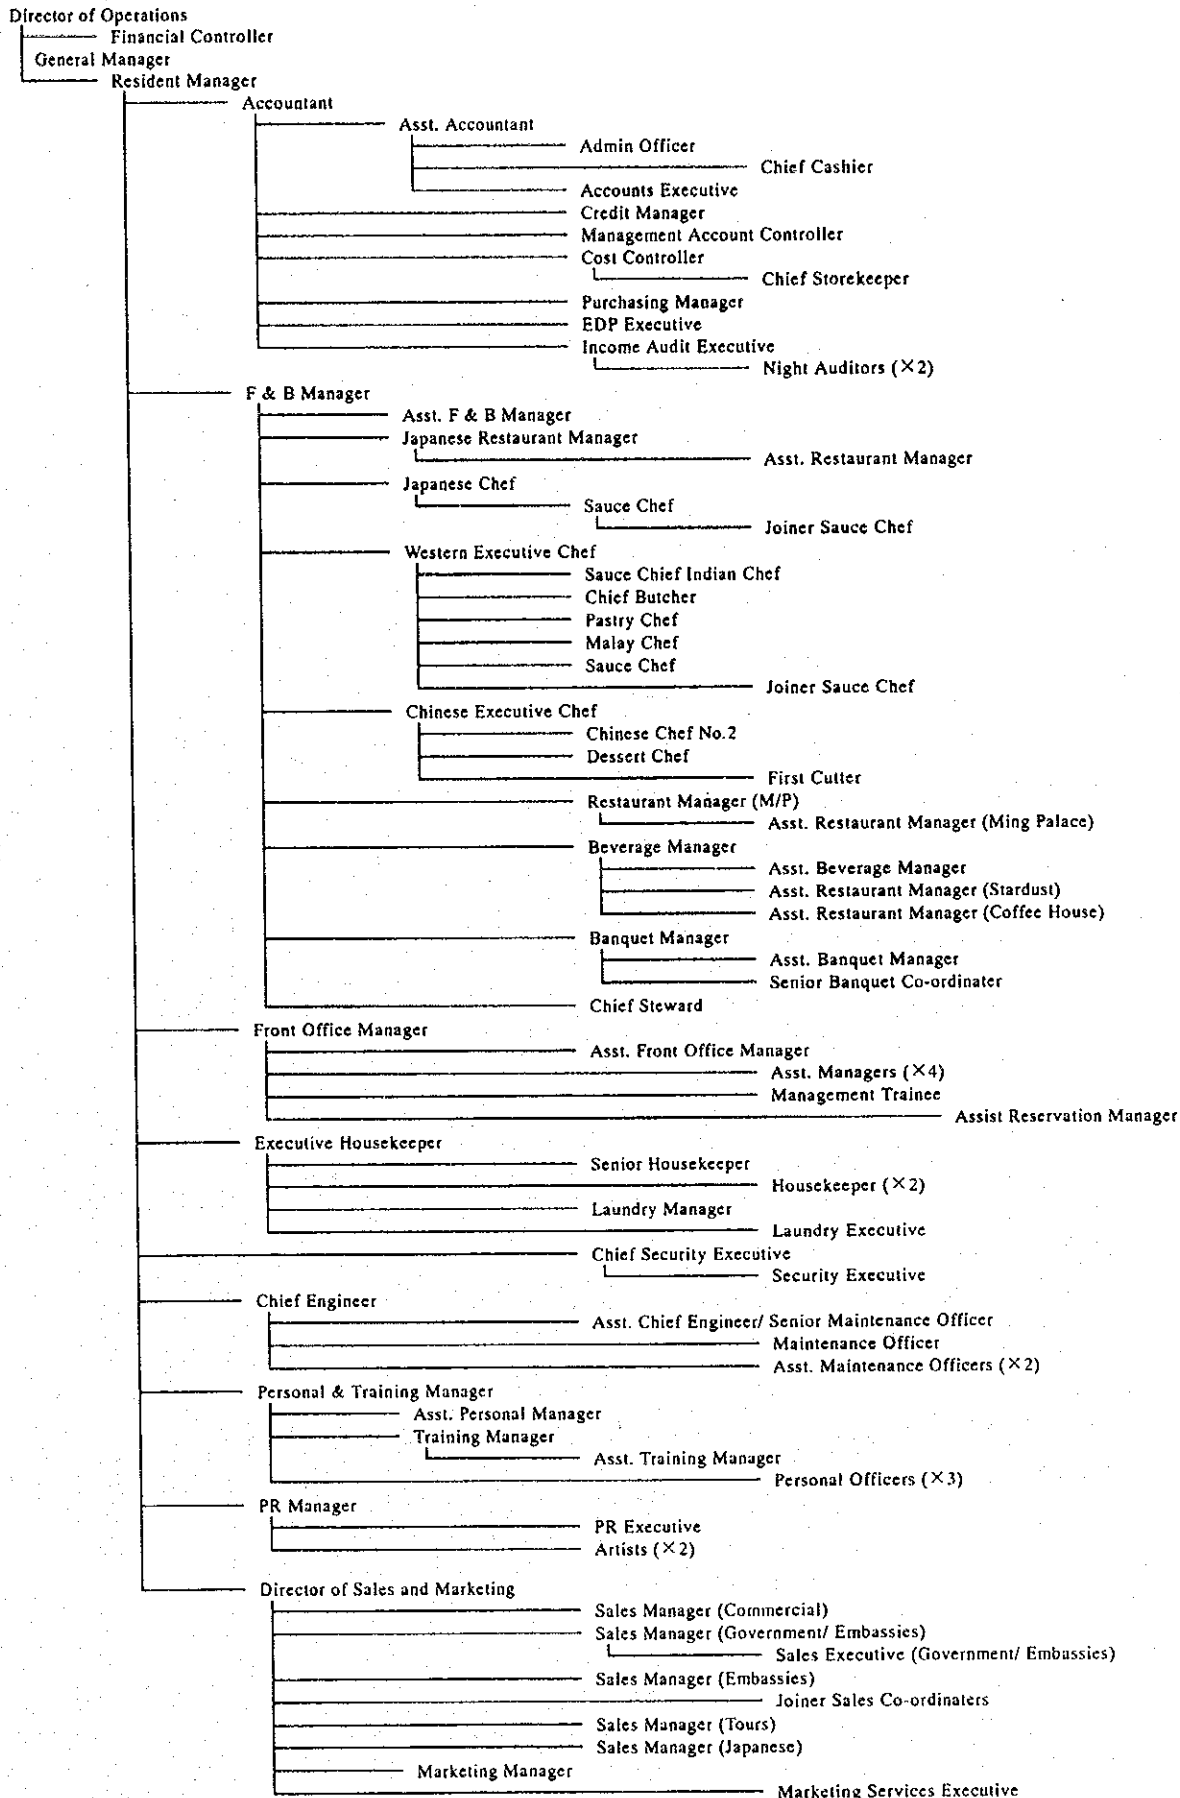 Director of Operations
Financial Controller
General Manager
Resident Manager
Accountant
Asst. Accountant
Admin Officer
Chief Cashier
Accounts Executive
Credit Manager
Management Account Controller
Cost Controller
Chief Storekeeper
Purchasing Manager
EDP Executive
Income Audit Executive
Night Auditors (×2)
F & B Manager
Asst. F & B Manager
Japanese Restaurant Manager
Asst. Restaurant Manager
Japanese Chef
Sauce Chef
Joiner Sauce Chef
Western Executive Chef
Sauce Chief Indian Chef
Chief Butcher
Pastry Chef
Malay Chef
Sauce Chef
Joiner Sauce Chef
Chinese Executive Chef
Chinese Chef No.2
Dessert Chef
First Cutter
Restaurant Manager (M/P)
Asst. Restaurant Manager (Ming Palace)
Beverage Manager
Asst. Beverage Manager
Asst. Restaurant Manager (Stardust)
Asst. Restaurant Manager (Coffee House)
Banquet Manager
Asst. Banquet Manager
Senior Banquet Co-ordinater
Chief Steward
Front Office Manager
Asst. Front Office Manager
Asst. Managers (×4)
Management Trainee
Assist Reservation Manager
Executive Housekeeper
Senior Housekeeper
Housekeeper (×2)
Laundry Manager
Laundry Executive
Chief Security Executive
Security Executive
Chief Engineer
Asst. Chief Engineer/ Senior Maintenance Officer
Maintenance Officer
Asst. Maintenance Officers (×2)
Personal & Training Manager
Asst. Personal Manager
Training Manager
Asst. Training Manager
Personal Officers (×3)
PR Manager
PR Executive
Artists (×2)
Director of Sales and Marketing
Sales Manager (Commercial)
Sales Manager (Government/ Embassies)
Sales Executive (Government/ Embassies)
Sales Manager (Embassies)
Joiner Sales Co-ordinaters
Sales Manager (Tours)
Sales Manager (Japanese)
Marketing Manager
Marketing Services Executive